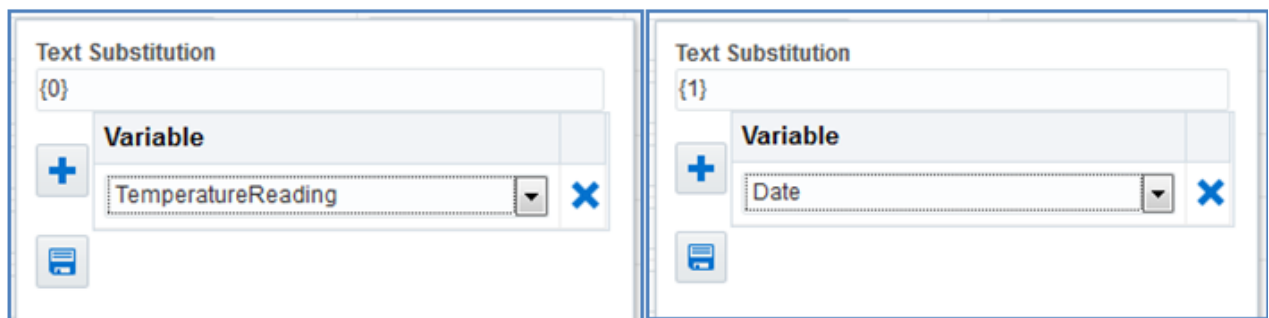 Text Substitution
{0}
Variable
TemperatureReading
Text Substitution
{1}
Variable
Date